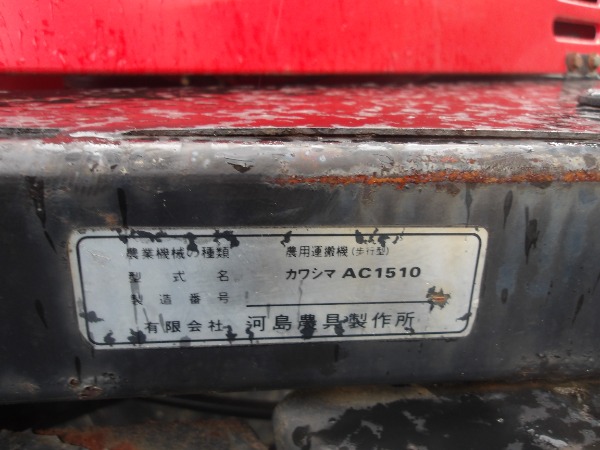 農業機械の種類 農用運搬機(歩行型)
型式名 カワシマ AC1510
製造番号
有限会社 河島農具製作所